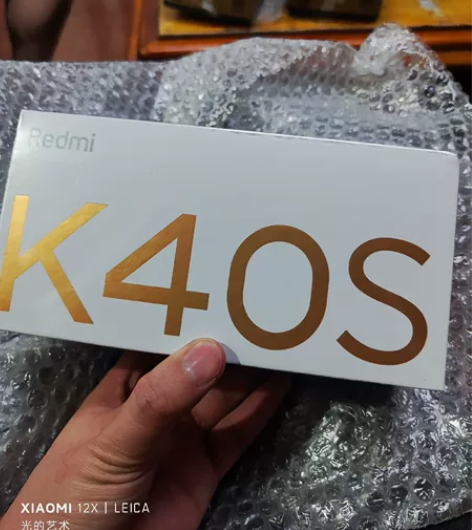 Redmi
K40S
XIAOMI 12X | LEICA
光的艺术